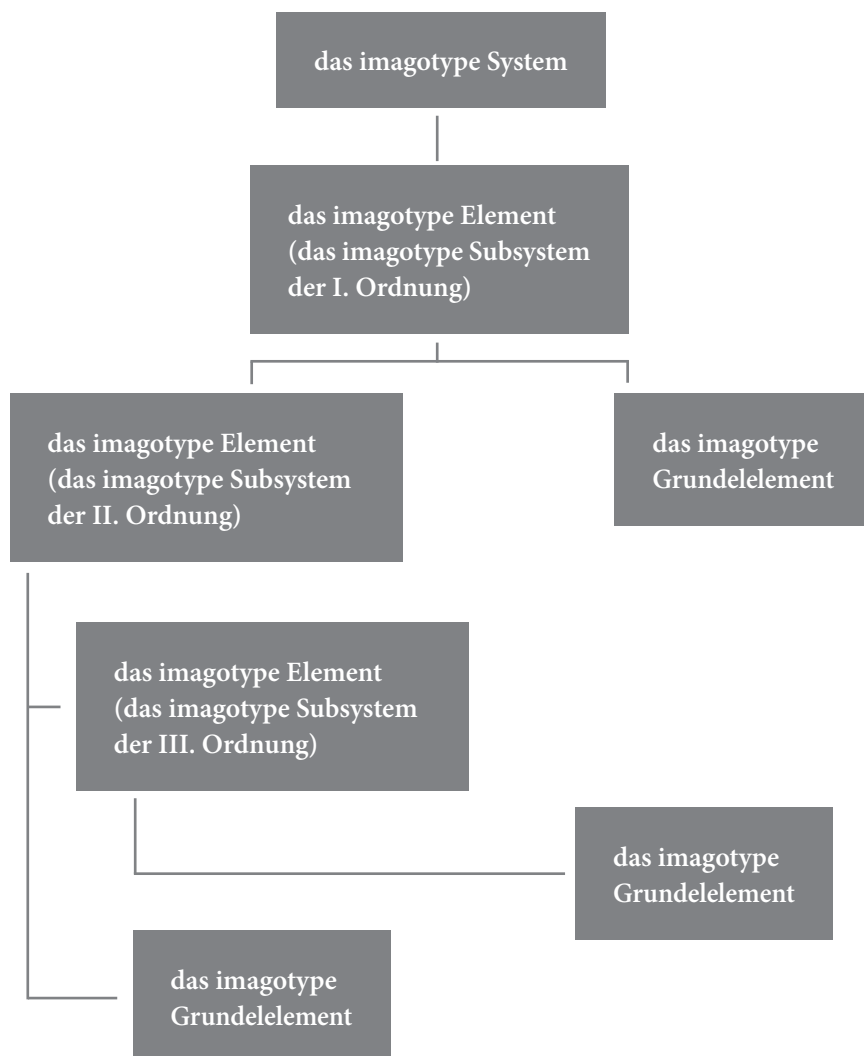 das imagotype System
das imagotype Element
(das imagotype Subsystem
der I. Ordnung)
das imagotype Element
(das imagotype Subsystem
der II. Ordnung)
das imagotype
Grundelelement
das imagotype Element
(das imagotype Subsystem
der III. Ordnung)
das imagotype
Grundelelement
das imagotype
Grundelelement